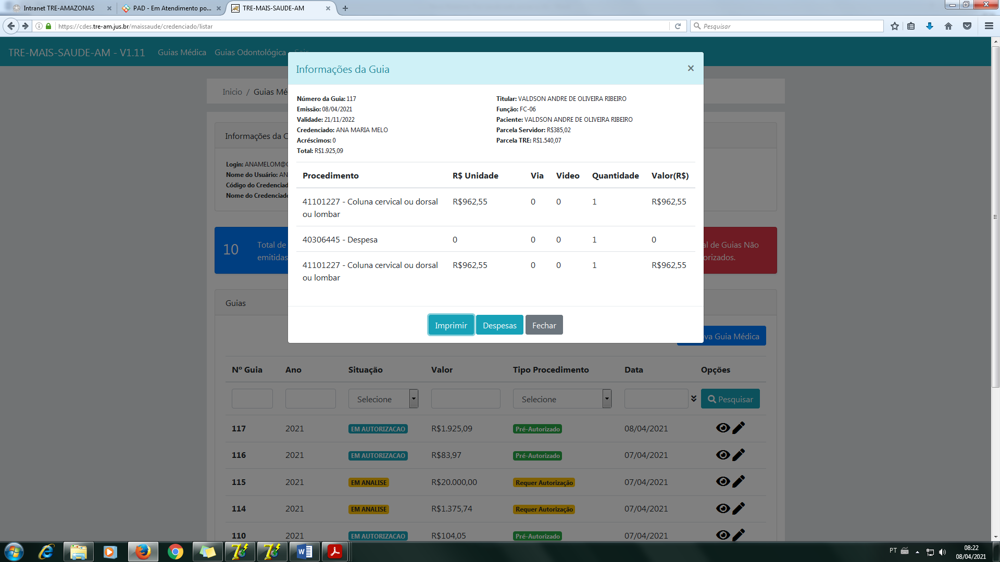 Intranet TRE-AMAZONAS
PAD - Em Atendimento po...
TRE-MAIS-SAUDE-AM
https://cdes.tre-am.jus.br/maissaude/credenciado/listar
Pesquisar
TRE-MAIS-SAUDE-AM - V1.11
Guias Médica
Guias Odontológica
Sair
Informações da Guia
×
Inicio / Guias Mé
Número da Guia: 117
Titular: VALDSON ANDRE DE OLIVEIRA RIBEIRO
Emissão: 08/04/2021
Função: FC-06
Validade: 21/11/2022
Paciente: VALDSON ANDRE DE OLIVEIRA RIBEIRO
Credenciado: ANA MARIA MELO
Parcela Servidor: R$385,02
Acréscimos: 0
Parcela TRE: R$1.540,07
Total: R$1.925,09
Informações da C
Login: ANAMELOM@
Nome do Usuário: AN
Código do Credenciad
Nome do Credenciad
Procedimento R$ Unidade Via Video Quantidade Valor(R$)
41101227 - Coluna cervical ou dorsal R$962,55 0 0 1 R$962,55
ou lombar
40306445 - Despesa 0 0 0 1 0
41101227 - Coluna cervical ou dorsal R$962,55 0 0 1 R$962,55
ou lombar
10
Total de
emitidas
al de Guias Não
orizados.
Imprimir Despesas Fechar
Guias
va Guia Médica
Nº Guia Ano Situação Valor Tipo Procedimento Data Opções
Selecione Selecione Pesquisar
117 2021 EM AUTORIZACAO R$1.925,09 Pré-Autorizado 08/04/2021
116 2021 EM AUTORIZACAO R$83,97 Pré-Autorizado 07/04/2021
115 2021 EM ANALISE R$20.000,00 Requer Autorização 07/04/2021
114 2021 EM ANALISE R$1.375,74 Requer Autorização 07/04/2021
110 2021 EM AUTORIZACAO R$104,05 Pré-Autorizado 07/04/2021
PT
08:22
08/04/2021